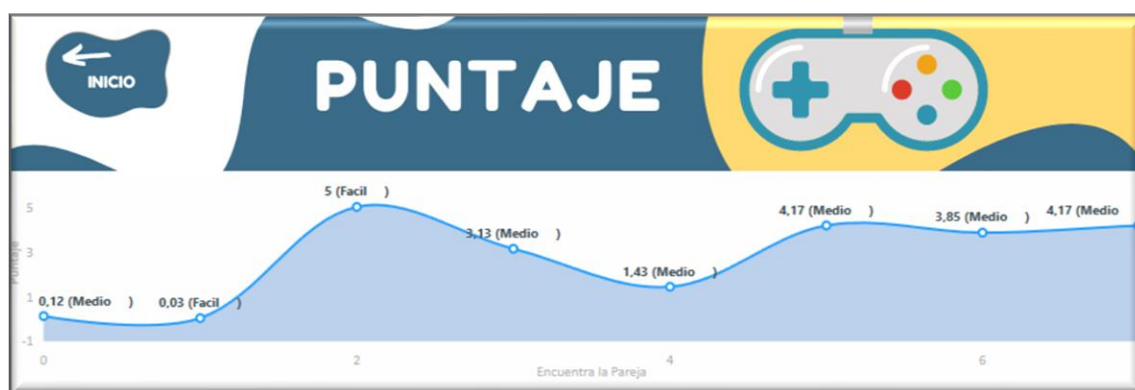 INICIO
PUNTAJE
5 (Facil )
5
4,17 (Medio )
3,85 (Medio )
4,17 (Medio
3,13 (Medio )
3
Puntaje
1,43 (Medio )
1
0,12 (Medio )
0,03 (Facil )
-1
0
2
4
6
Encuentra la Pareja